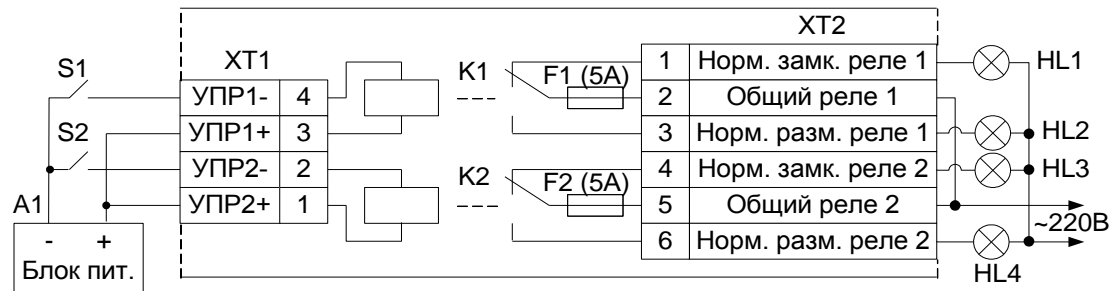 XT2
S1
XT1
K1
F1 (5A)
1 Норм. замк. реле 1
HL1
УПР1- 4
2 Общий реле 1
S2
УПР1+ 3
3 Норм. разм. реле 1
HL2
УПР2- 2
K2
F2 (5A)
4 Норм. замк. реле 2
HL3
A1
УПР2+ 1
5 Общий реле 2
~220В
- +
6 Норм. разм. реле 2
Блок пит.
HL4